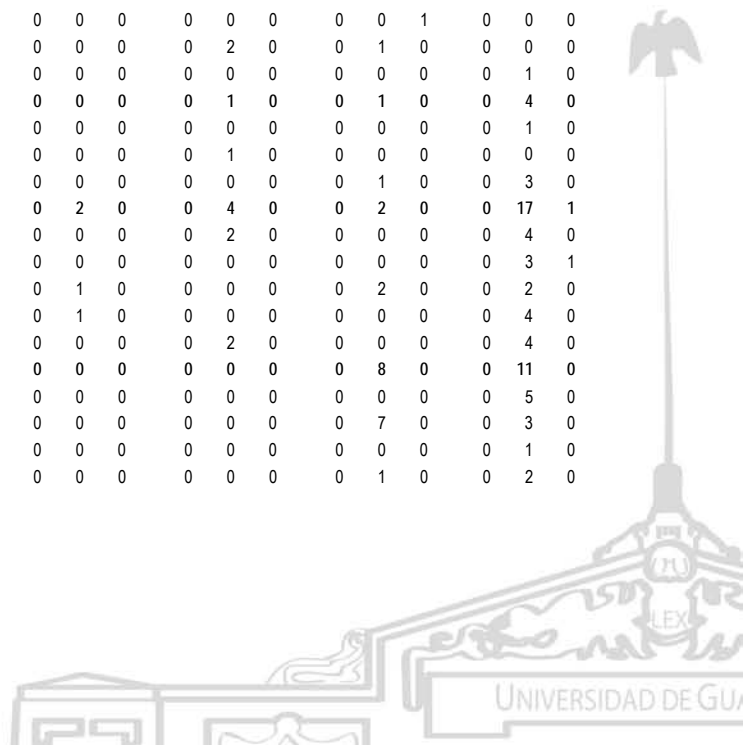 0 0 0 0 0 0 0 0 1 0 0 0
0 0 0 0 2 0 0 1 0 0 0 0
0 0 0 0 0 0 0 0 0 0 1 0
0 0 0 0 1 0 0 1 0 0 4 0
0 0 0 0 0 0 0 0 0 0 1 0
0 0 0 0 1 0 0 0 0 0 0 0
0 0 0 0 0 0 0 1 0 0 3 0
0 2 0 0 4 0 0 2 0 0 17 1
0 0 0 0 2 0 0 0 0 0 4 0
0 0 0 0 0 0 0 0 0 0 3 1
0 1 0 0 0 0 0 2 0 0 2 0
0 1 0 0 0 0 0 0 0 0 4 0
0 0 0 0 2 0 0 0 0 0 4 0
0 0 0 0 0 0 0 8 0 0 11 0
0 0 0 0 0 0 0 0 0 0 5 0
0 0 0 0 0 0 0 7 0 0 3 0
0 0 0 0 0 0 0 0 0 0 1 0
0 0 0 0 0 0 0 1 0 0 2 0
LEX
UNIVERSIDAD DE GUA